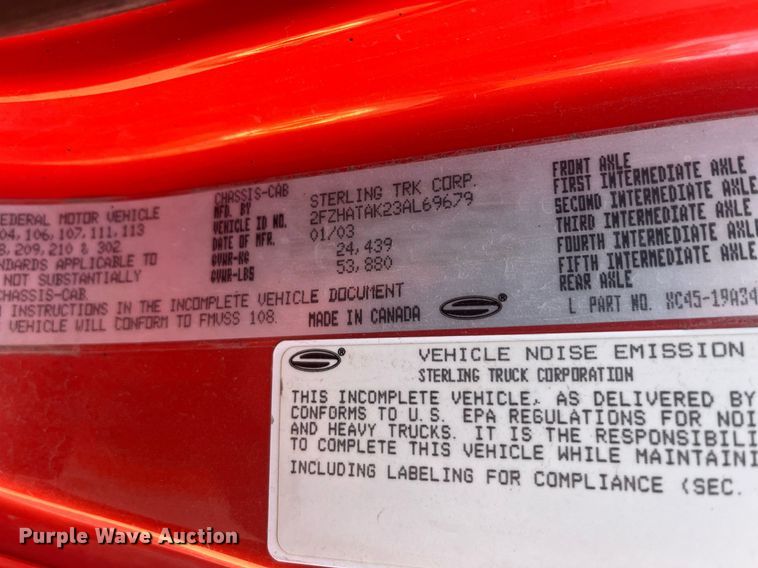 FEDERAL MOTOR VEHICLE
04, 106, 107, 111, 113
8, 209, 210 & 302
NDARDS APPLICABLE TO
NOT SUBSTANTIALLY
CHASSIS-CAB.
INSTRUCTIONS IN THE INCOMPLETE VEHICLE DOCUMENT
VEHICLE WILL CONFORM TO FMVSS 108.
CHASSIS-CAB
MFD. BY STERLING TRK CORP.
VEHICLE ID NO. 2FZHATAK23AL69679
DATE OF MFR. 01/03
GVWR-KG 24,439
GVWR-LBS 53,880
MADE IN CANADA
FRONT AXLE
FIRST INTERMEDIATE AXLE
SECOND INTERMEDIATE AXLE
THIRD INTERMEDIATE AXLE
FOURTH INTERMEDIATE AXLE
FIFTH INTERMEDIATE AXLE
REAR AXLE
L PART NO. XC45-19A34
VEHICLE NOISE EMISSION
STERLING TRUCK CORPORATION
THIS INCOMPLETE VEHICLE, AS DELIVERED BY
CONFORMS TO U.S. EPA REGULATIONS FOR NOI
AND HEAVY TRUCKS. IT IS THE RESPONSIBILI
TO COMPLETE THIS VEHICLE WHILE MAINTAINI
INCLUDING LABELING FOR COMPLIANCE (SEC.
Purple Wave Auction